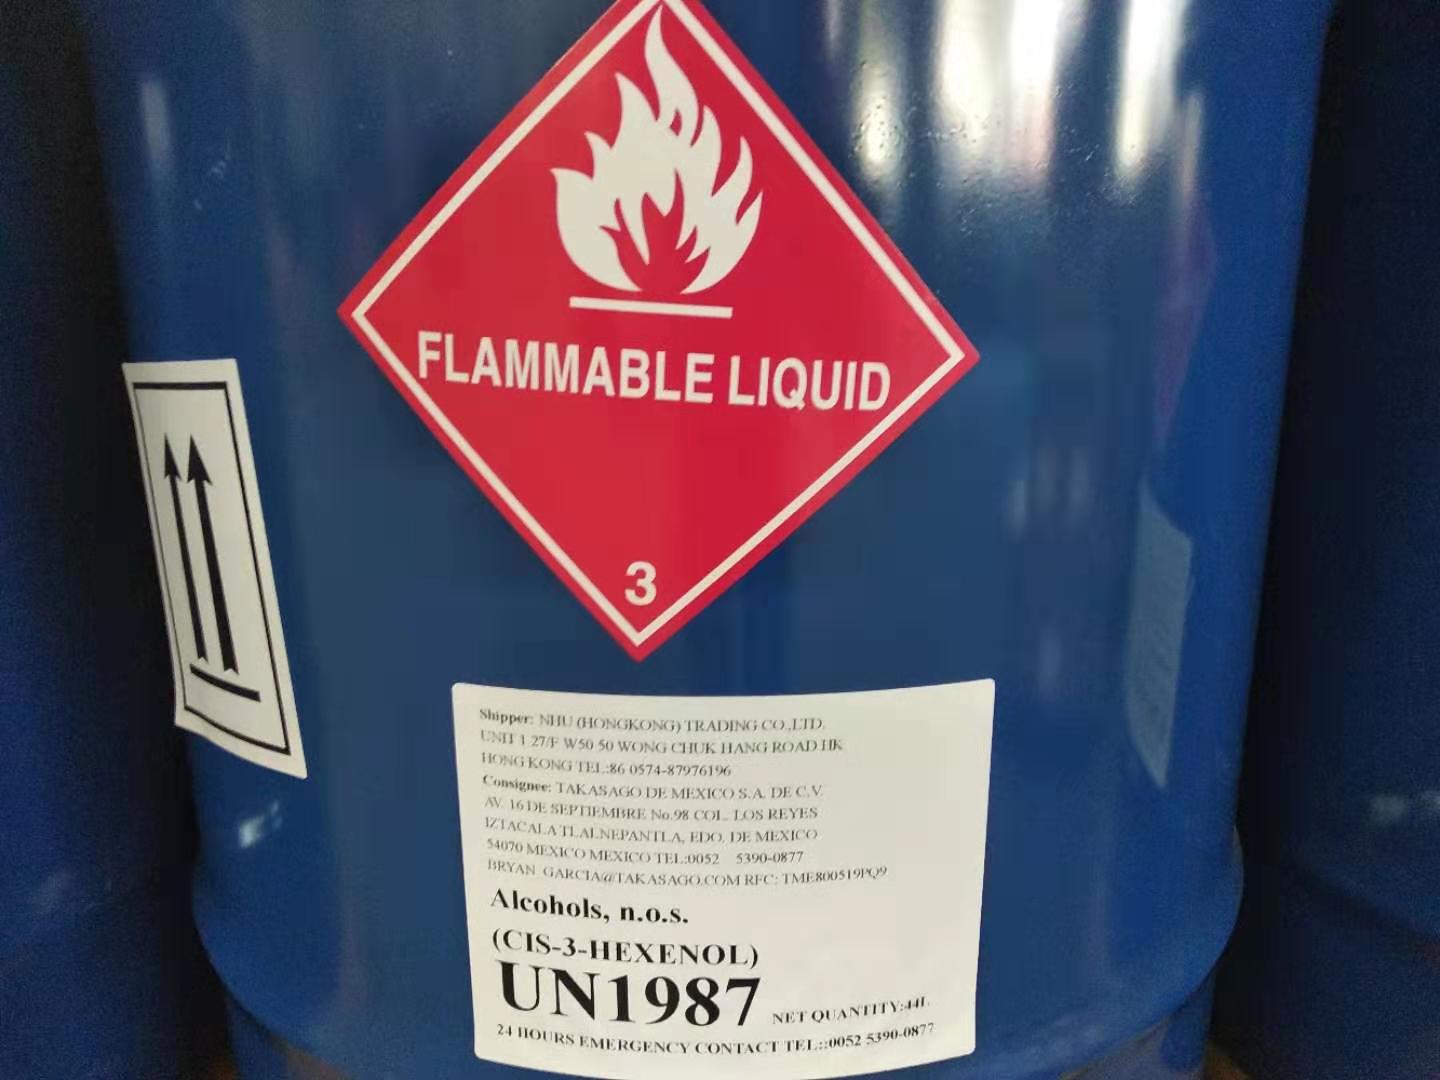 FLAMMABLE LIQUID
3
Shipper: NHU (HONGKONG) TRADING CO.,LTD.
UNIT 1 27/F W50 50 WONG CHUK HANG ROAD HK
HONG KONG TEL:86 0574-87976196
Consignee: TAKASAGO DE MEXICO S.A. DE C.V.
AV. 16 DE SEPTIEMBRE No.98 COL. LOS REYES
IZTACALA TLALNEPANTLA, EDO. DE MEXICO
54070 MEXICO MEXICO TEL:0052 5390-0877
BRYAN GARCIA@TAKASAGO.COM RFC: TME800519PQ9
Alcohols, n.o.s.
(CIS-3-HEXENOL)
UN1987 NET QUANTITY:44L
24 HOURS EMERGENCY CONTACT TEL::0052 5390-0877